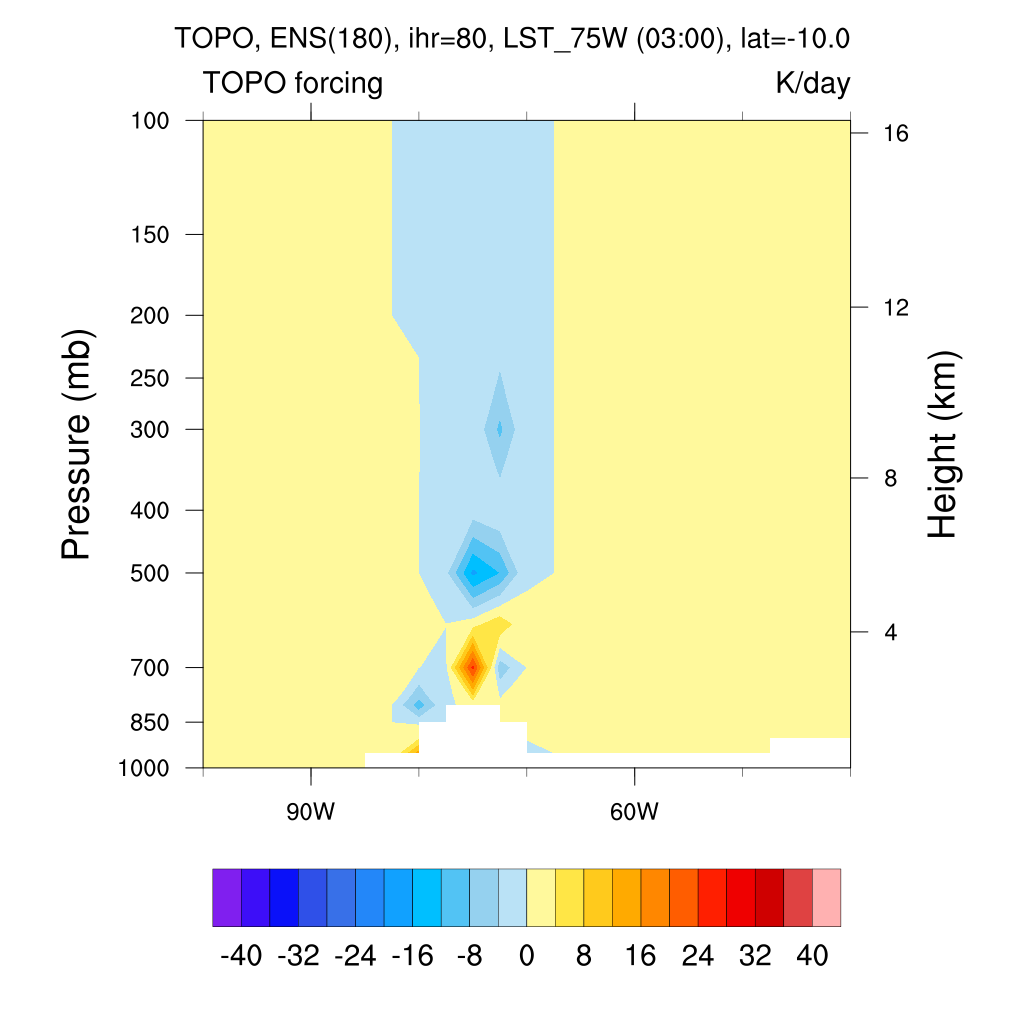 TOPO, ENS(180), ihr=80, LST_75W (03:00), lat=-10.0
TOPO forcing K/day
100
150
200
250
300
400
500
700
850
1000
Pressure (mb)
16
12
8
4
Height (km)
90W 60W
-40 -32 -24 -16 -8 0 8 16 24 32 40